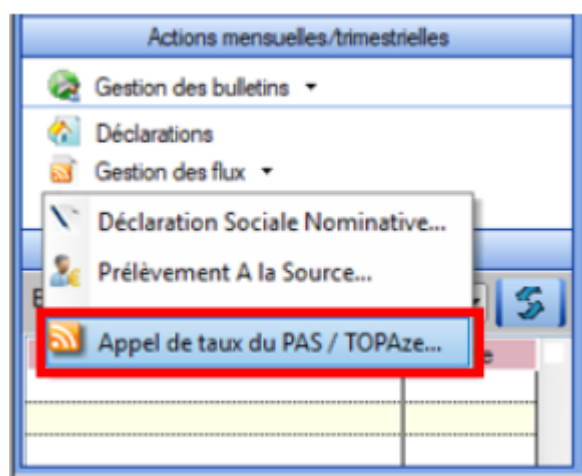 Actions mensuelles/trimestrielles
Gestion des bulletins
Déclarations
Gestion des flux
Déclaration Sociale Nominative...
Prélèvement A la Source...
Appel de taux du PAS / TOPAze...